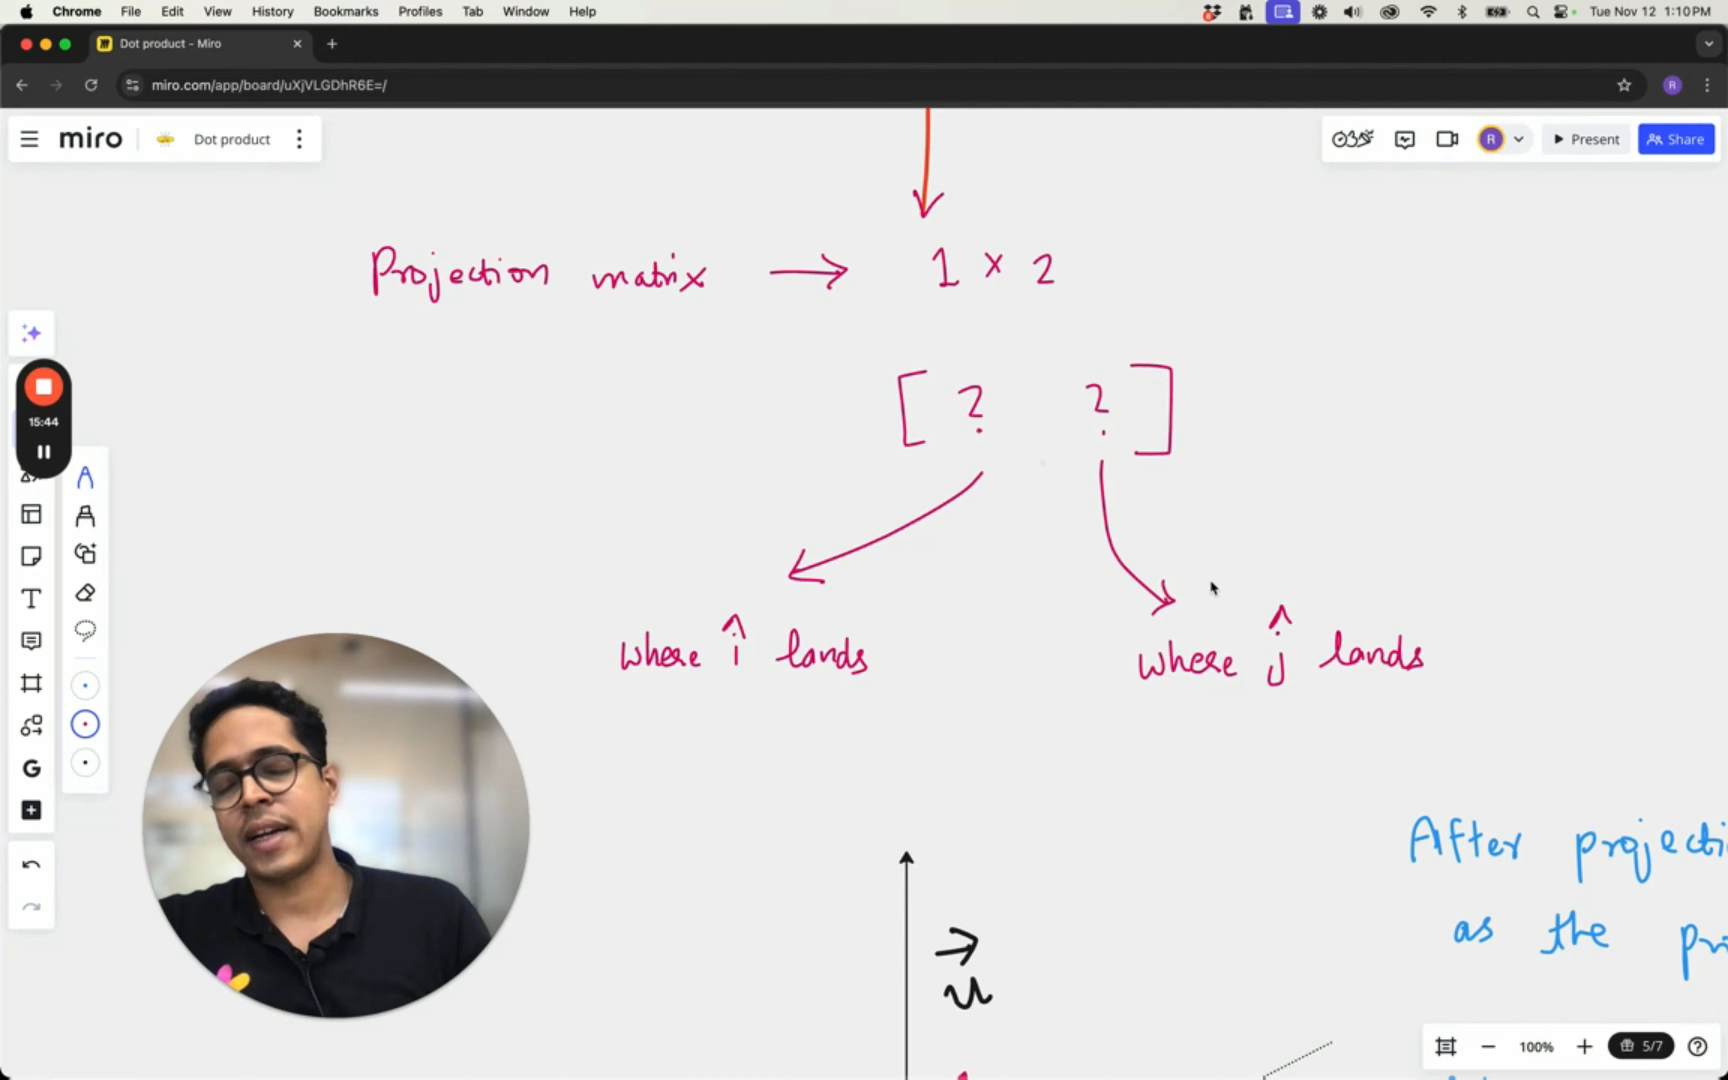 Chrome File Edit View History Bookmarks Profiles Tab Window Help Tue Nov 12 1:10 PM
Dot product - Miro
miro.com/app/board/uXjVLGDhR6E=/ R
miro Dot product R Present Share
Projection matrix → 1 × 2
[ ? ? ]
15:44
where î lands where ĵ lands
After projecti
as the
u
100% 5/7